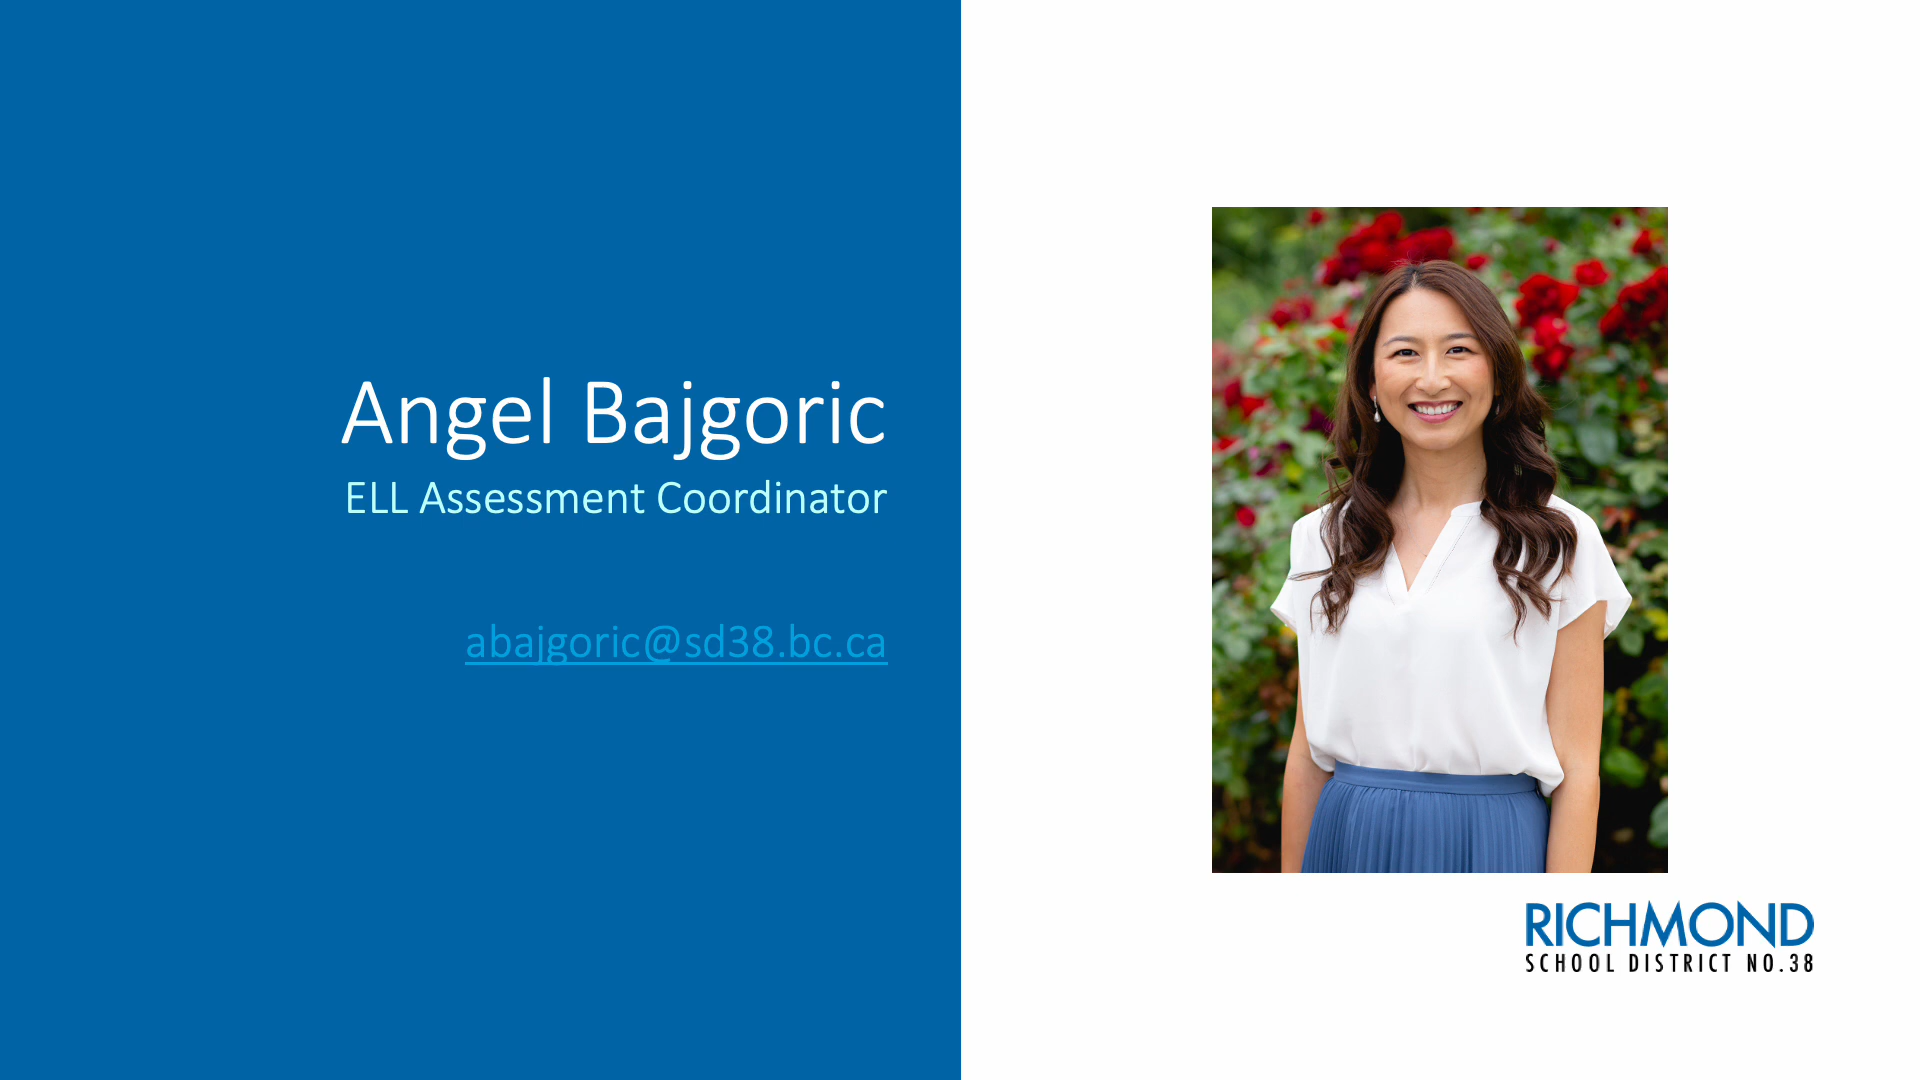 Angel Bajgoric
ELL Assessment Coordinator
abajgoric@sd38.bc.ca
RICHMOND
SCHOOL DISTRICT NO.38